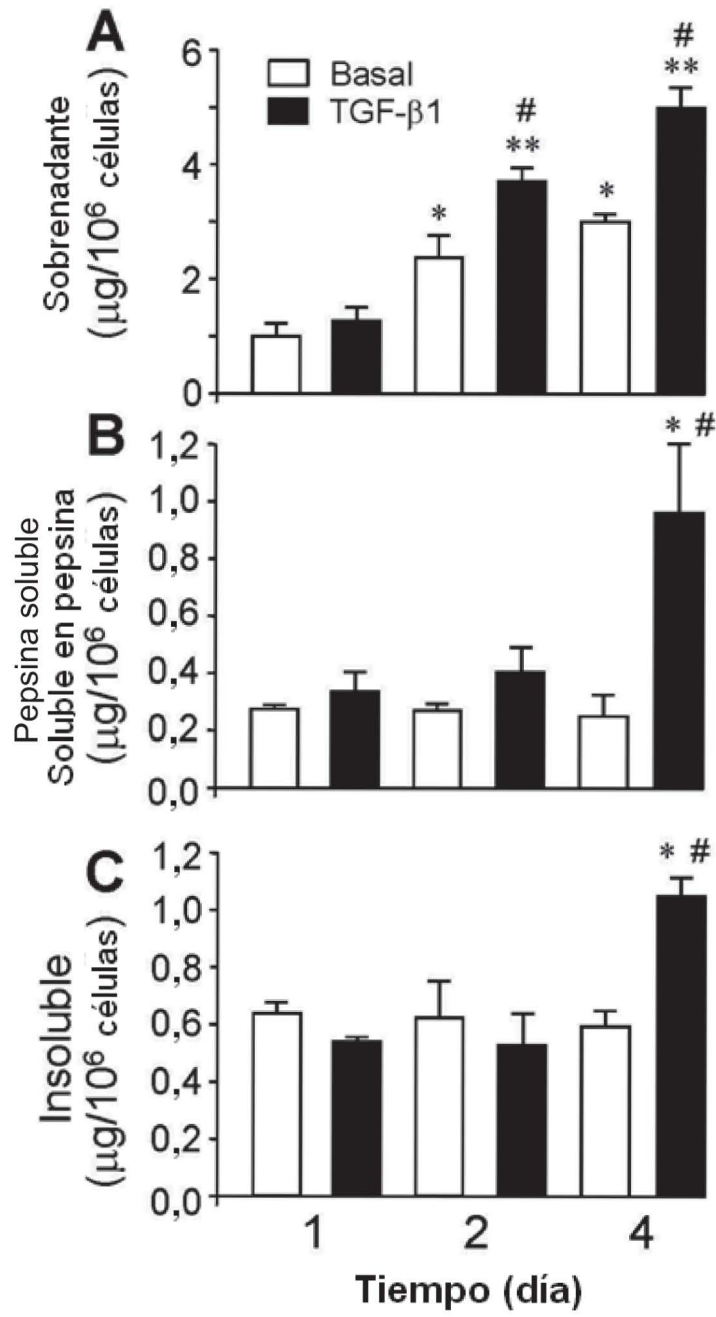 A
Sobrenadante
(μg/10⁶ células)
6
4
2
0
Basal
TGF-β1
*
#
**
*
#
**
B
Pepsina soluble
Soluble en pepsina
(μg/10⁶ células)
1,2
1,0
0,8
0,6
0,4
0,2
0,0
* #
C
Insoluble
(μg/10⁶ células)
1,2
1,0
0,8
0,6
0,4
0,2
0,0
* #
1 2 4
Tiempo (día)